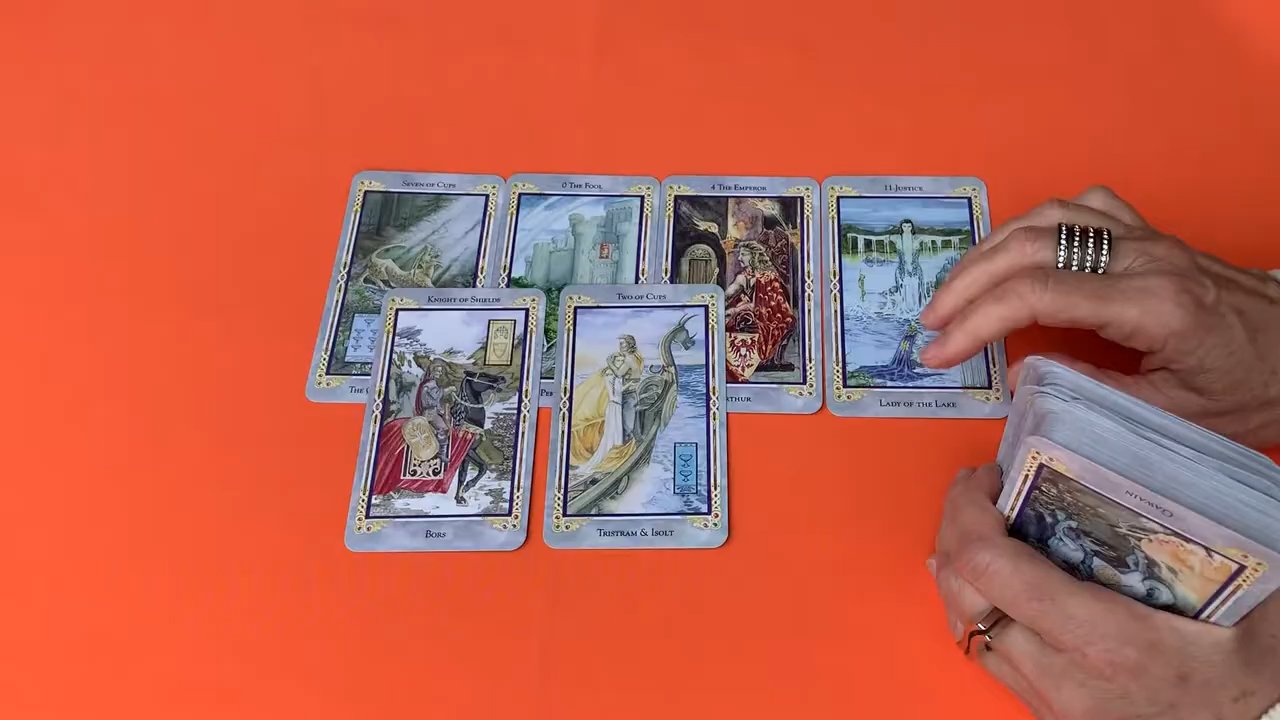 SEVEN OF CUPS
0 THE FOOL
4 THE EMPEROR
11 JUSTICE
THE
LADY OF THE LAKE
KNIGHT OF SHIELDS
TWO OF CUPS
BORS
TRISTRAM & ISOLT
GAWAIN